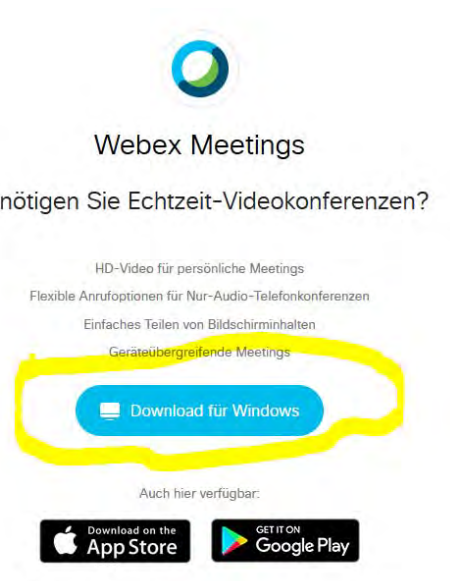 Webex Meetings
nötigen Sie Echtzeit-Videokonferenzen?
HD-Video für persönliche Meetings
Flexible Anrufoptionen für Nur-Audio-Telefonkonferenzen
Einfaches Teilen von Bildschirminhalten
Geräteübergreifende Meetings
Download für Windows
Auch hier verfügbar:
Download on the
App Store
GET IT ON
Google Play